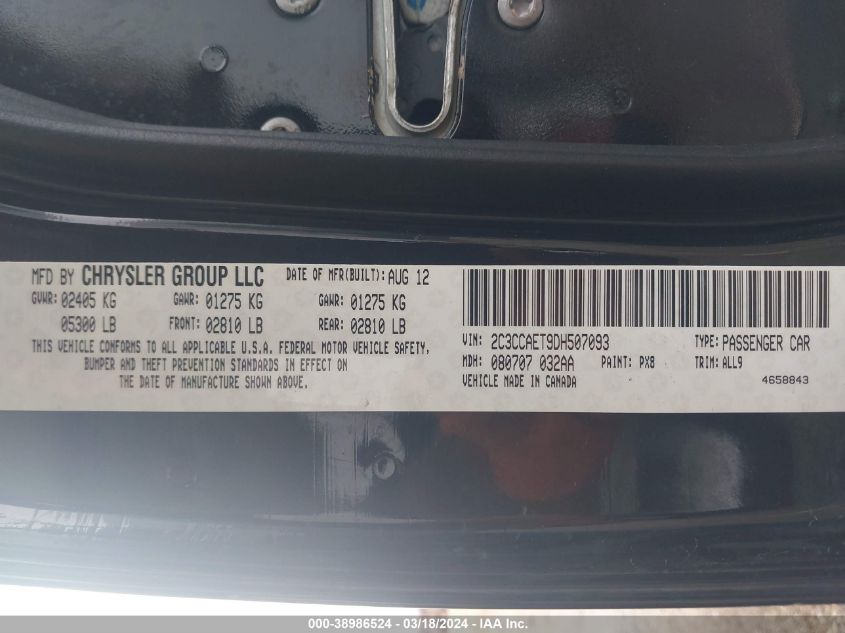 MFD BY CHRYSLER GROUP LLC DATE OF MFR(BUILT): AUG 12
GVWR: 02405 KG GAWR: 01275 KG GAWR: 01275 KG
05300 LB FRONT: 02810 LB REAR: 02810 LB
THIS VEHICLE CONFORMS TO ALL APPLICABLE U.S.A. FEDERAL MOTOR VEHICLE SAFETY,
BUMPER AND THEFT PREVENTION STANDARDS IN EFFECT ON
THE DATE OF MANUFACTURE SHOWN ABOVE.
VIN: 2C3CCAET9DH507093 TYPE: PASSENGER CAR
MDH: 080707 032AA PAINT: PX8 TRIM: ALL9
VEHICLE MADE IN CANADA 4658843
000-38986524 - 03/18/2024 - IAA Inc.